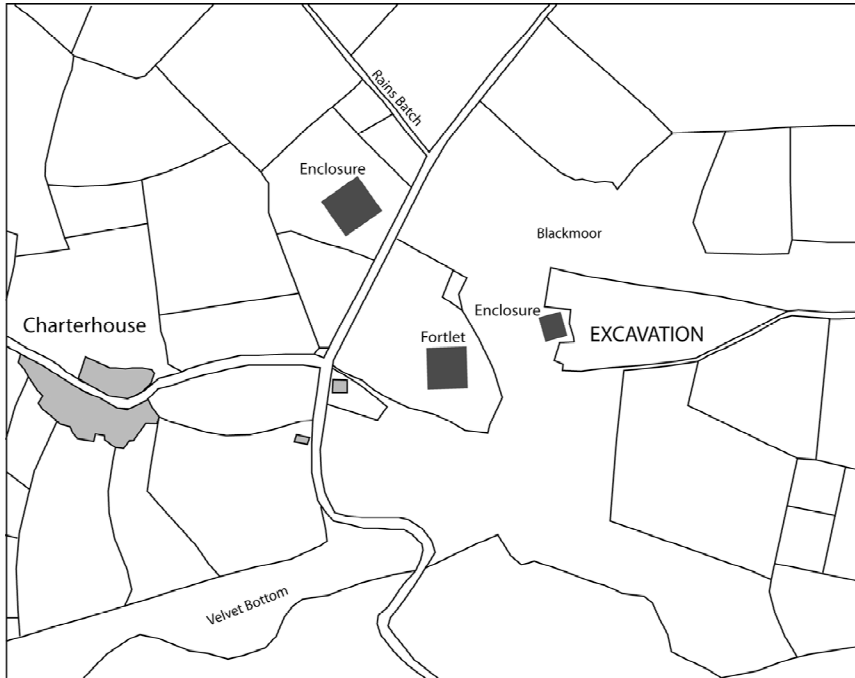 Rains Batch
Enclosure
Blackmoor
Enclosure
Charterhouse
EXCAVATION
Fortlet
Velvet Bottom